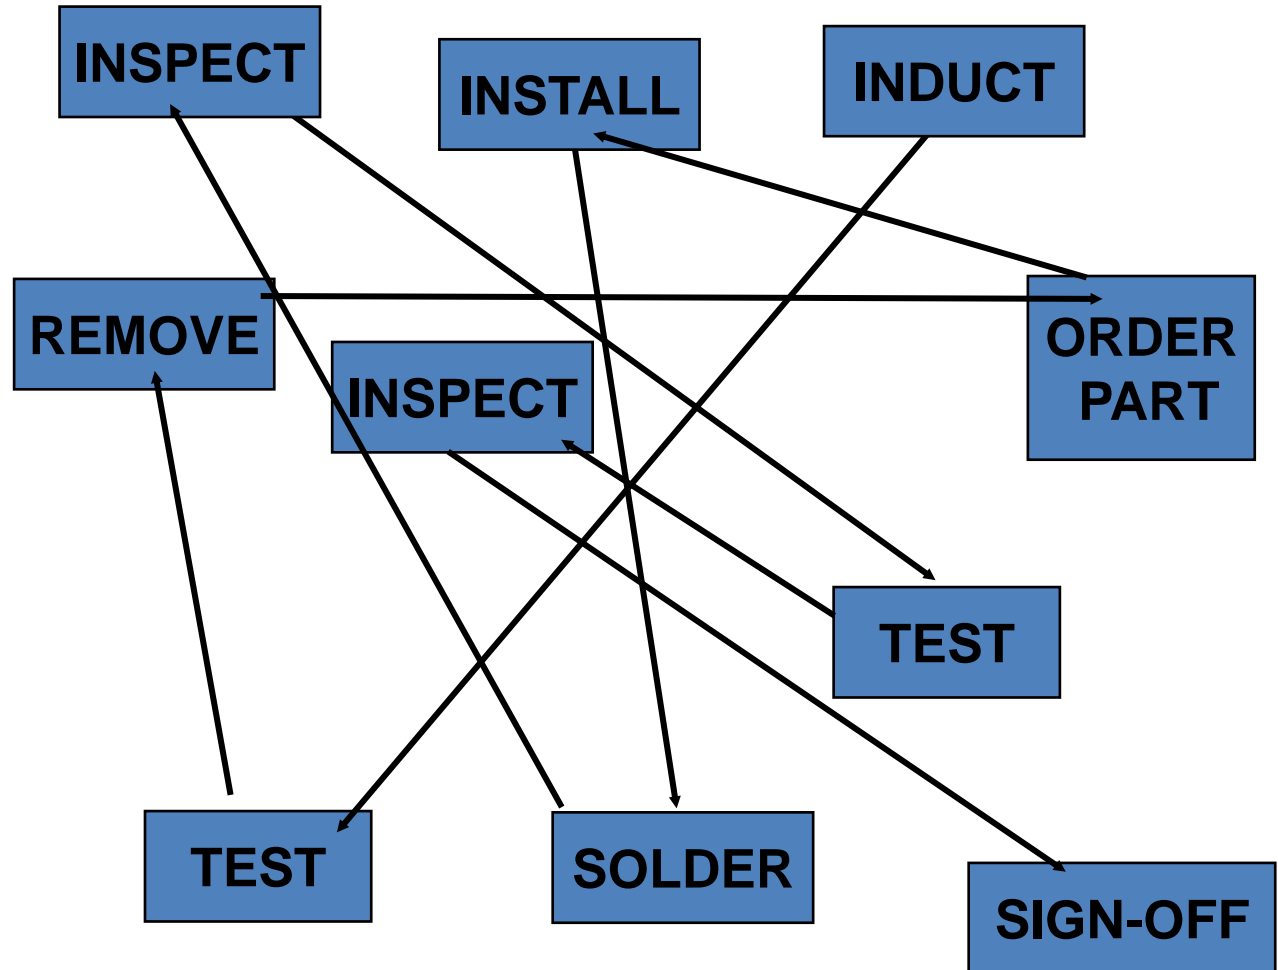 INSPECT
INSTALL
INDUCT
REMOVE
ORDER
PART
INSPECT
TEST
TEST
SOLDER
SIGN-OFF